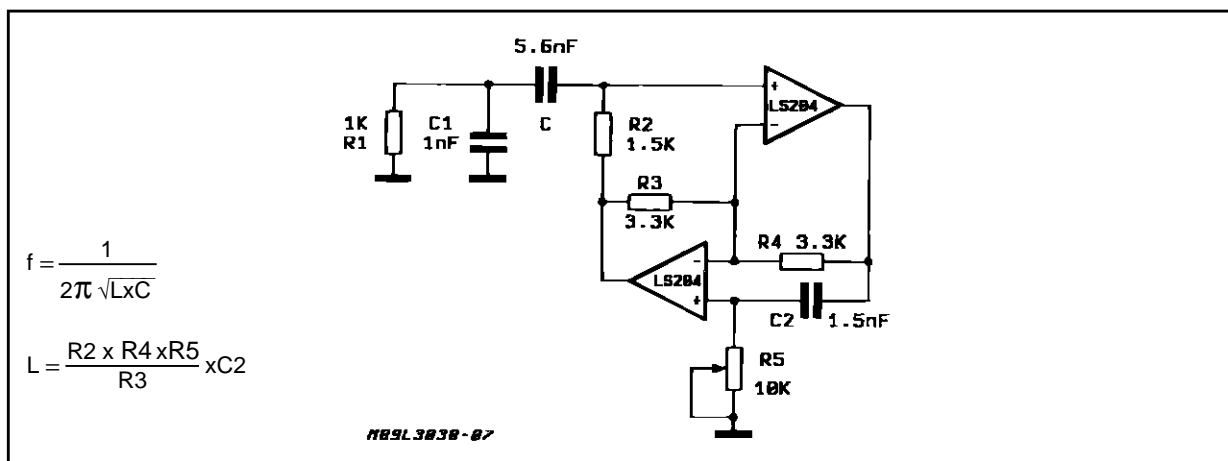 5.6nF
+
LS204
-
1K
R1
C1
1nF
C
R2
1.5K
R3
3.3K
R4 3.3K
-
LS204
+
C2 1.5nF
R5
10K
f = 1 / 2π √LxC
L = R2 x R4 xR5 / R3 xC2
M89L3030-07